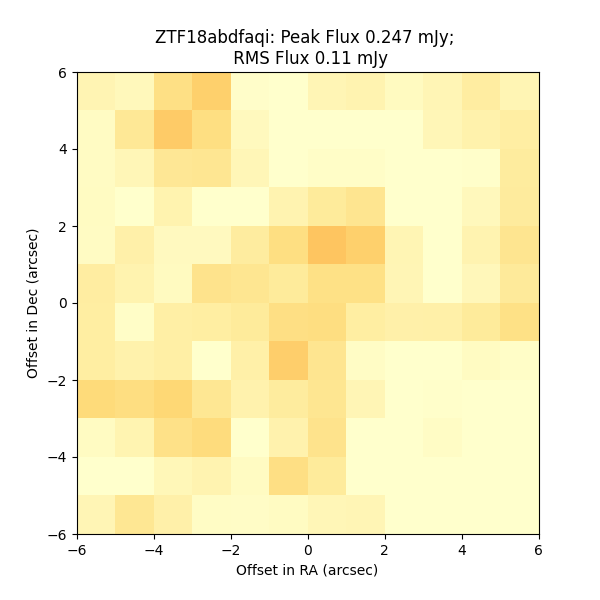 ZTF18abdfaqi: Peak Flux 0.247 mJy;
RMS Flux 0.11 mJy
6
4
2
0
−2
−4
−6
Offset in Dec (arcsec)
−6 −4 −2 0 2 4 6
Offset in RA (arcsec)